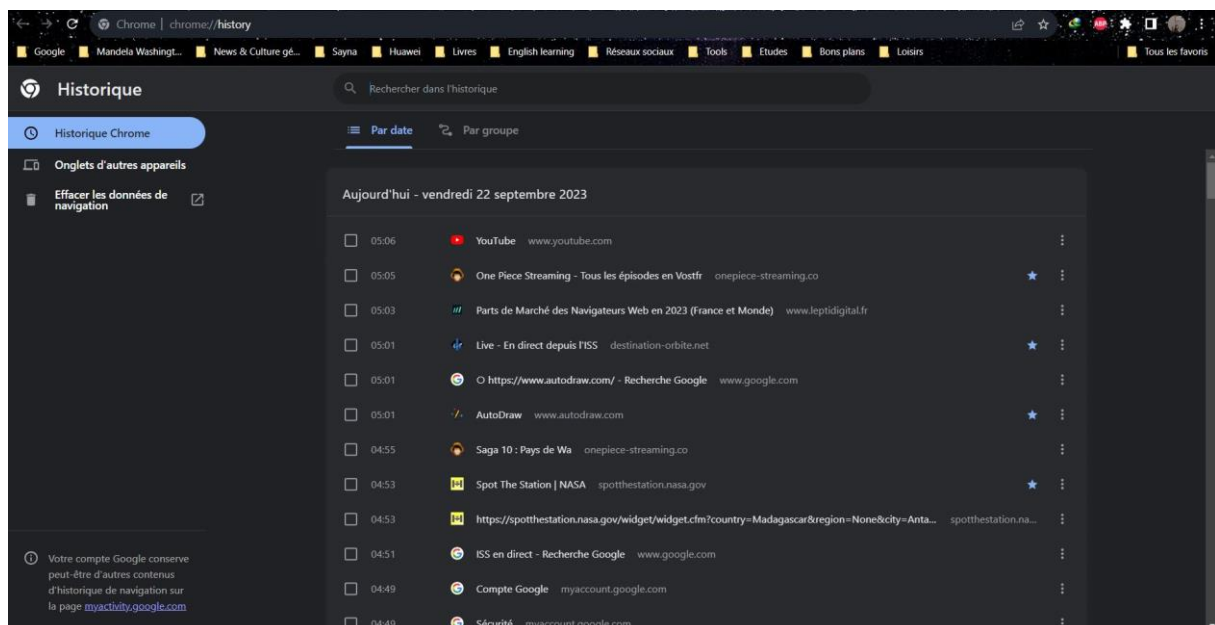 Chrome | chrome://history
Google Mandela Washingt... News & Culture gé... Sayna Huawei Livres English learning Réseaux sociaux Tools Etudes Bons plans Loisirs Tous les favoris
Historique
Rechercher dans l'historique
Historique Chrome
Onglets d'autres appareils
Effacer les données de
navigation
Par date Par groupe
Aujourd'hui - vendredi 22 septembre 2023
05:06 YouTube www.youtube.com
05:05 One Piece Streaming - Tous les épisodes en Vostfr onepiece-streaming.co
05:03 Parts de Marché des Navigateurs Web en 2023 (France et Monde) www.leptidigital.fr
05:01 Live - En direct depuis l'ISS destination-orbite.net
05:01 O https://www.autodraw.com/ - Recherche Google www.google.com
05:01 AutoDraw www.autodraw.com
04:55 Saga 10 : Pays de Wa onepiece-streaming.co
04:53 Spot The Station | NASA spotthestation.nasa.gov
04:53 https://spotthestation.nasa.gov/widget/widget.cfm?country=Madagascar&region=None&city=Anta... spotthestation.na...
04:51 ISS en direct - Recherche Google www.google.com
04:49 Compte Google myaccount.google.com
04:49 Sécurité myaccount.google.com
Votre compte Google conserve
peut-être d'autres contenus
d'historique de navigation sur
la page myactivity.google.com
ABP